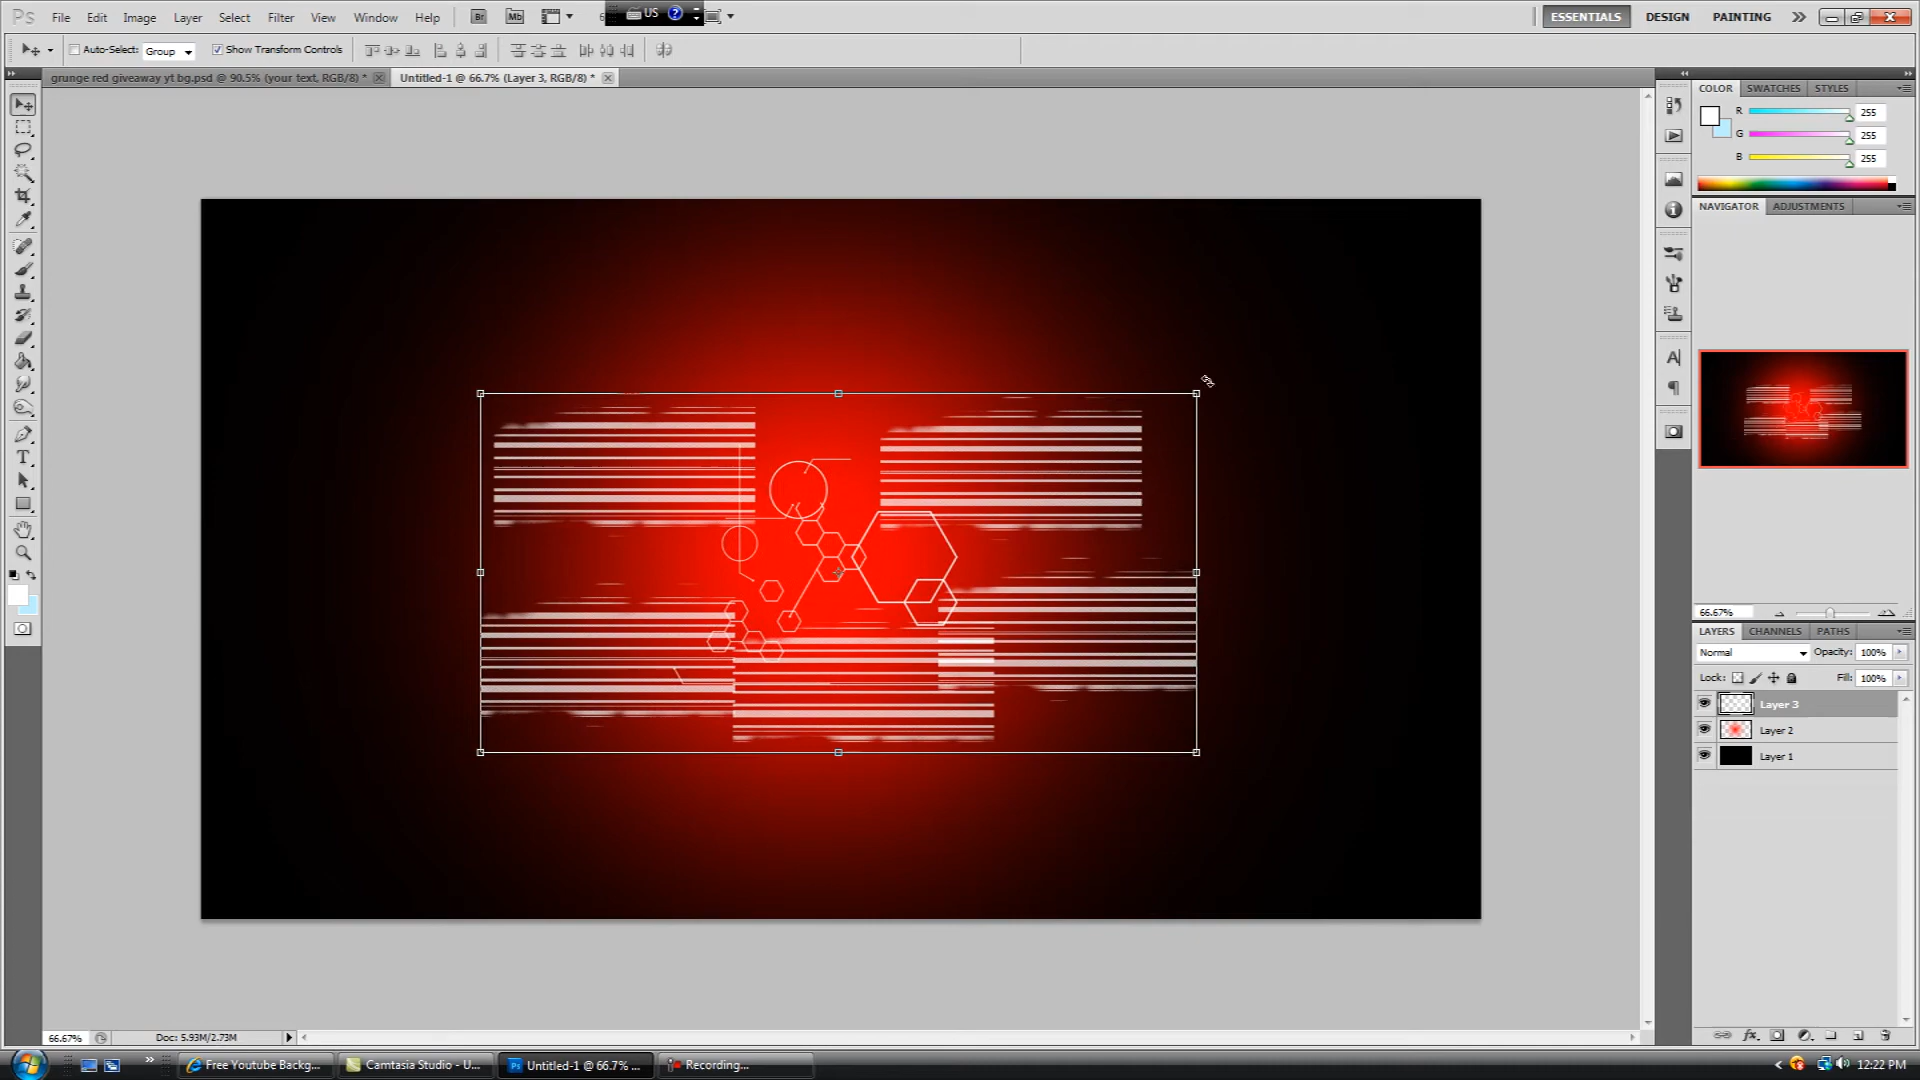 Ps File Edit Image Layer Select Filter View Window Help Br Mb US ? ESSENTIALS DESIGN PAINTING
Auto-Select: Group Show Transform Controls
grunge red giveaway yt bg.psd @ 90.5% (your text, RGB/8) * Untitled-1 @ 66.7% (Layer 3, RGB/8) *
COLOR SWATCHES STYLES
R 255
G 255
B 255
NAVIGATOR ADJUSTMENTS
66.67%
LAYERS CHANNELS PATHS
Normal Opacity: 100%
Lock: Fill: 100%
Layer 3
Layer 2
Layer 1
66.67% Doc: 5.93M/2.73M
Free Youtube Backg... Camtasia Studio - U... Ps Untitled-1 @ 66.7% ... Recording... 12:22 PM